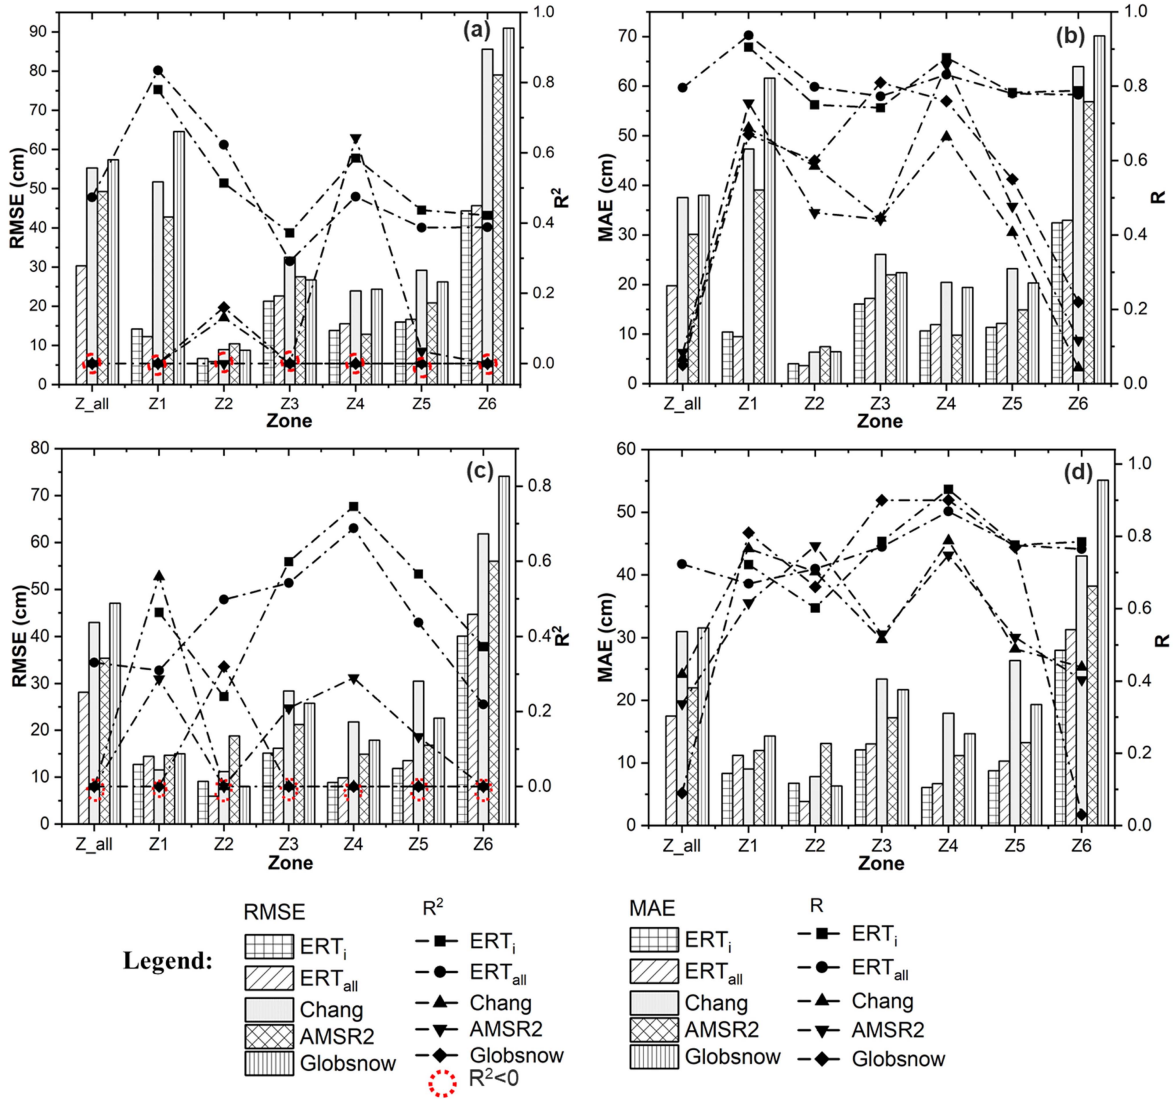 (a)
RMSE (cm)
90
80
70
60
50
40
30
20
10
0
1.0
0.8
0.6
0.4
0.2
0.0
R²
Z_all Z1 Z2 Z3 Z4 Z5 Z6
Zone
(b)
MAE (cm)
70
60
50
40
30
20
10
0
1.0
0.8
0.6
0.4
0.2
0.0
R
Z_all Z1 Z2 Z3 Z4 Z5 Z6
Zone
(c)
RMSE (cm)
80
70
60
50
40
30
20
10
0
0.8
0.6
0.4
0.2
0.0
R²
Z_all Z1 Z2 Z3 Z4 Z5 Z6
Zone
(d)
MAE (cm)
60
50
40
30
20
10
0
1.0
0.8
0.6
0.4
0.2
0.0
R
Z_all Z1 Z2 Z3 Z4 Z5 Z6
Zone
Legend:
RMSE
ERTi
ERTall
Chang
AMSR2
Globsnow
R²
ERTi
ERTall
Chang
AMSR2
Globsnow
R²<0
MAE
ERTi
ERTall
Chang
AMSR2
Globsnow
R
ERTi
ERTall
Chang
AMSR2
Globsnow